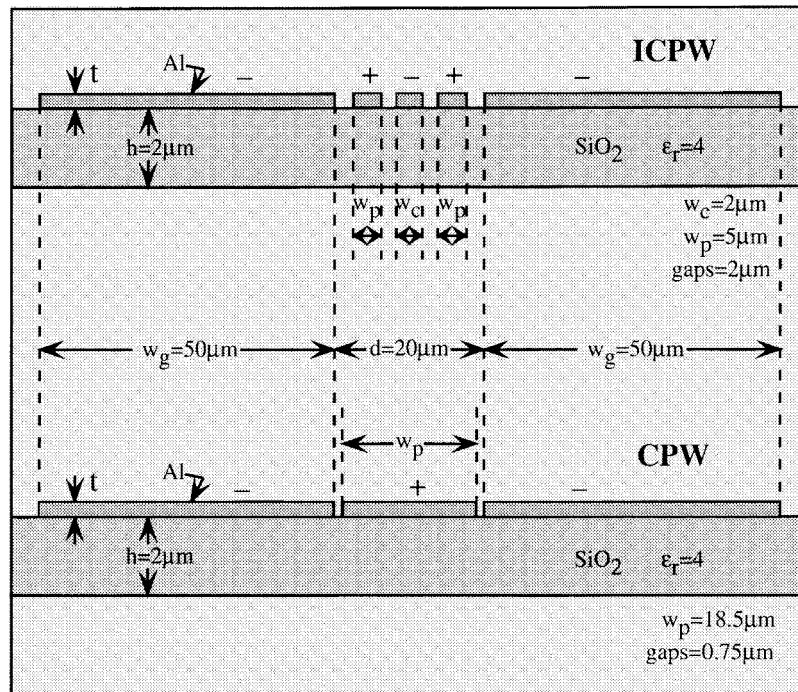 ICPW
t
Al
– + – + –
h=2μm
SiO2 εr=4
wp wc wp
wc=2μm
wp=5μm
gaps=2μm
wg=50μm d=20μm wg=50μm
wp
CPW
t
Al
– + –
h=2μm
SiO2 εr=4
wp=18.5μm
gaps=0.75μm